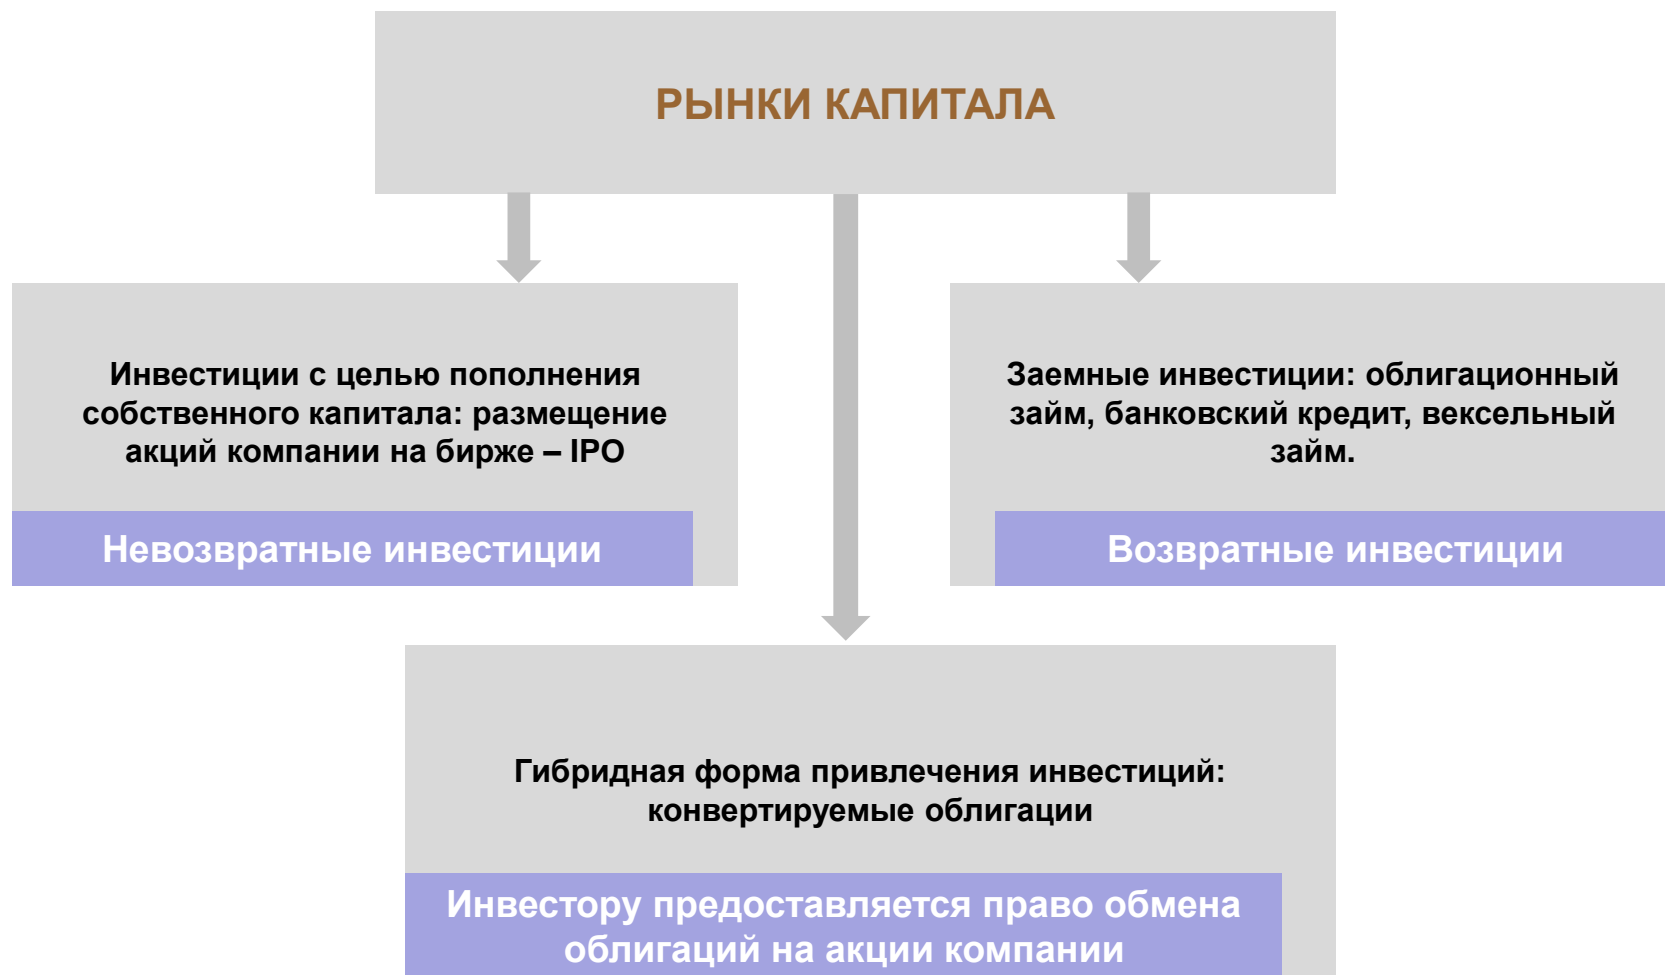 РЫНКИ КАПИТАЛА
Инвестиции с целью пополнения
собственного капитала: размещение
акций компании на бирже – IPO
Невозвратные инвестиции
Заемные инвестиции: облигационный
займ, банковский кредит, вексельный
займ.
Возвратные инвестиции
Гибридная форма привлечения инвестиций:
конвертируемые облигации
Инвестору предоставляется право обмена
облигаций на акции компании